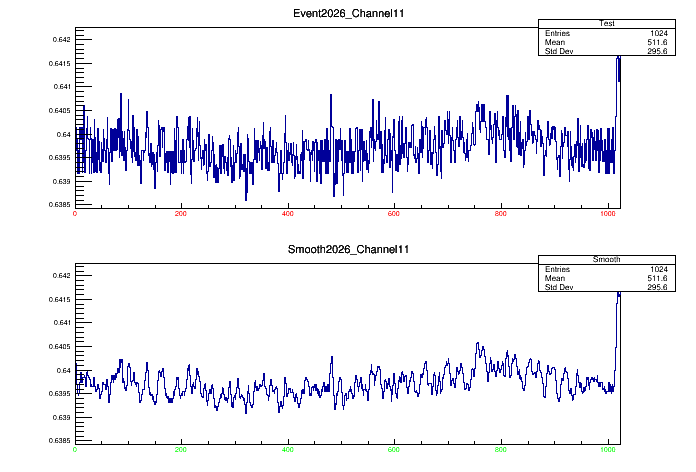 Event2026_Channel11
Test
Entries 1024
Mean 511.6
Std Dev 295.6
0.642
0.6415
0.641
0.6405
0.64
0.6395
0.639
0.6385
0 200 400 600 800 1000
Smooth2026_Channel11
Smooth
Entries 1024
Mean 511.6
Std Dev 295.6
0.642
0.6415
0.641
0.6405
0.64
0.6395
0.639
0.6385
0 200 400 600 800 1000